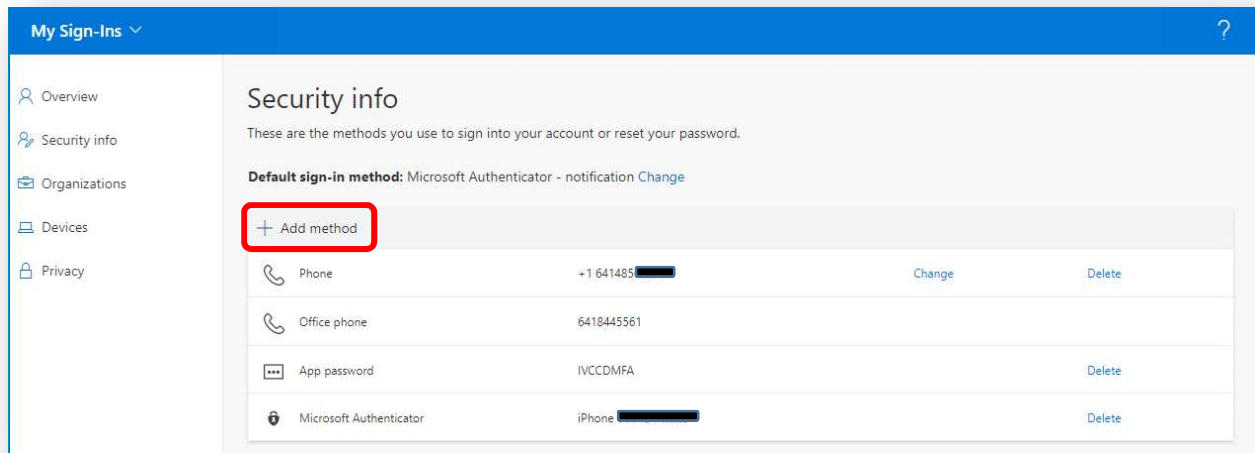 My Sign-Ins
?
Overview
Security info
Organizations
Devices
Privacy
Security info
These are the methods you use to sign into your account or reset your password.
Default sign-in method: Microsoft Authenticator - notification Change
+ Add method
Phone +1 641485 Change Delete
Office phone 6418445561
App password IVCCDMFA Delete
Microsoft Authenticator iPhone Delete